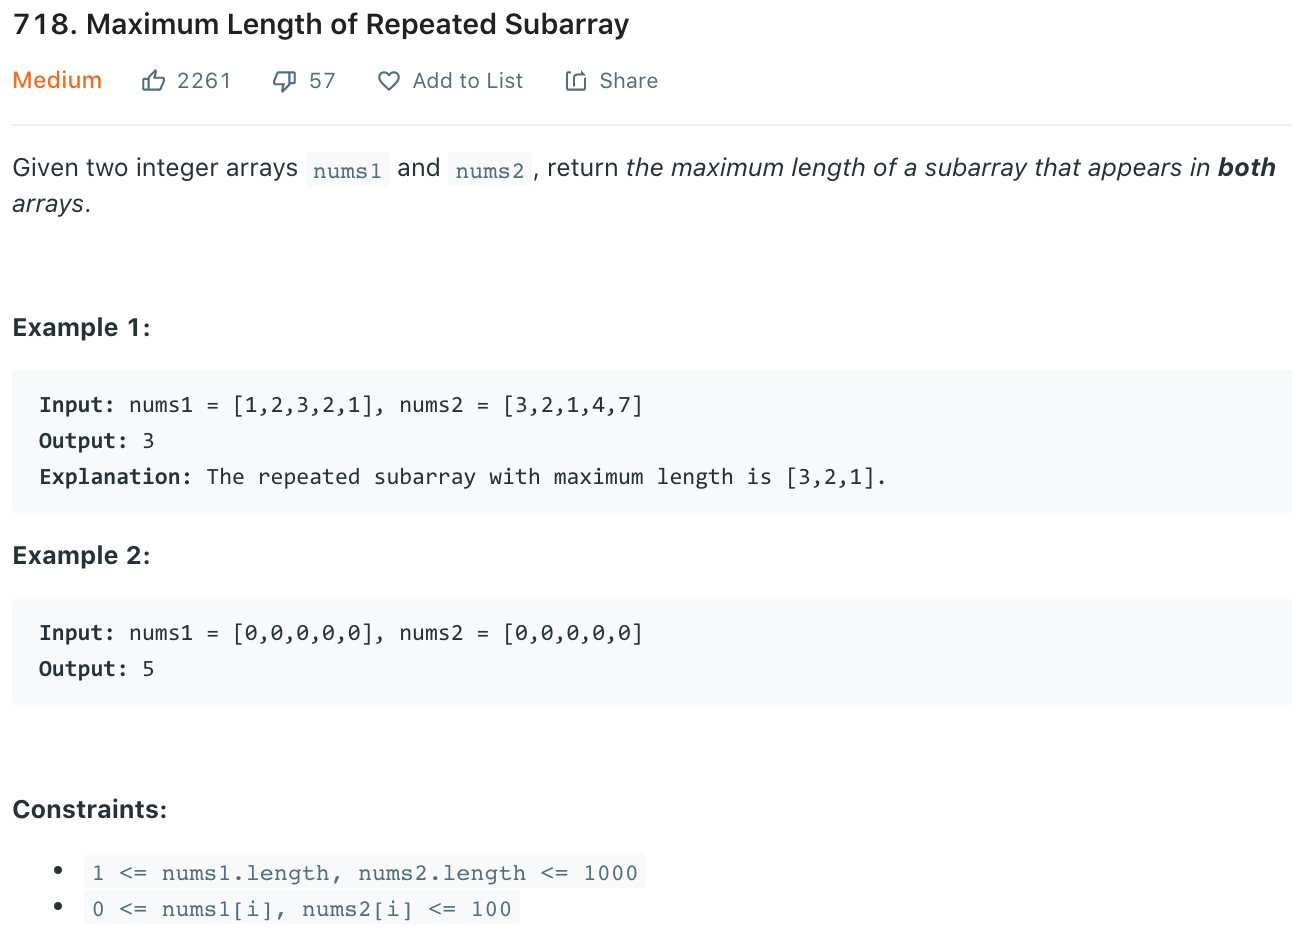 718. Maximum Length of Repeated Subarray
Medium 2261 57 Add to List Share
Given two integer arrays nums1 and nums2, return the maximum length of a subarray that appears in both
arrays.
Example 1:
Input: nums1 = [1,2,3,2,1], nums2 = [3,2,1,4,7]
Output: 3
Explanation: The repeated subarray with maximum length is [3,2,1].
Example 2:
Input: nums1 = [0,0,0,0,0], nums2 = [0,0,0,0,0]
Output: 5
Constraints:
• 1 <= nums1.length, nums2.length <= 1000
• 0 <= nums1[i], nums2[i] <= 100